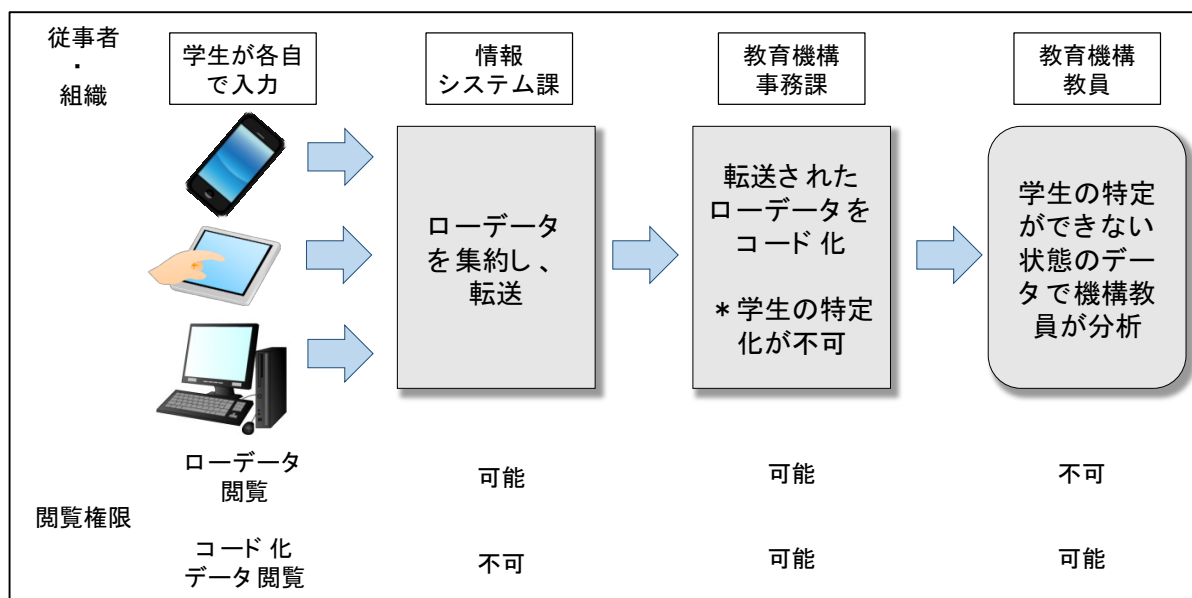 従事者
・
組織
学生が各自
で入力
情報
システム課
教育機構
事務課
教育機構
教員
ローデータ
を集約し、
転送
転送された
ローデータを
コード化
＊学生の特定
化が不可
学生の特定
ができない
状態のデー
タで機構教
員が分析
閲覧権限
ローデータ
閲覧
可能
可能
不可
コード化
データ閲覧
不可
可能
可能